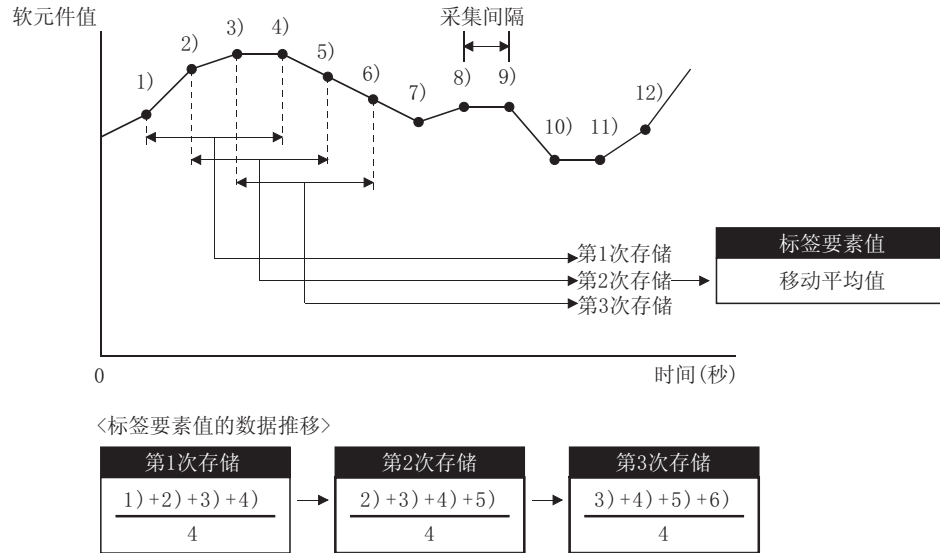 软元件值
采集间隔
1)
2)
3)
4)
5)
6)
7)
8)
9)
10)
11)
12)
第1次存储
第2次存储
第3次存储
标签要素值
移动平均值
0
时间(秒)
<标签要素值的数据推移>
第1次存储
1)+2)+3)+4)
4
第2次存储
2)+3)+4)+5)
4
第3次存储
3)+4)+5)+6)
4